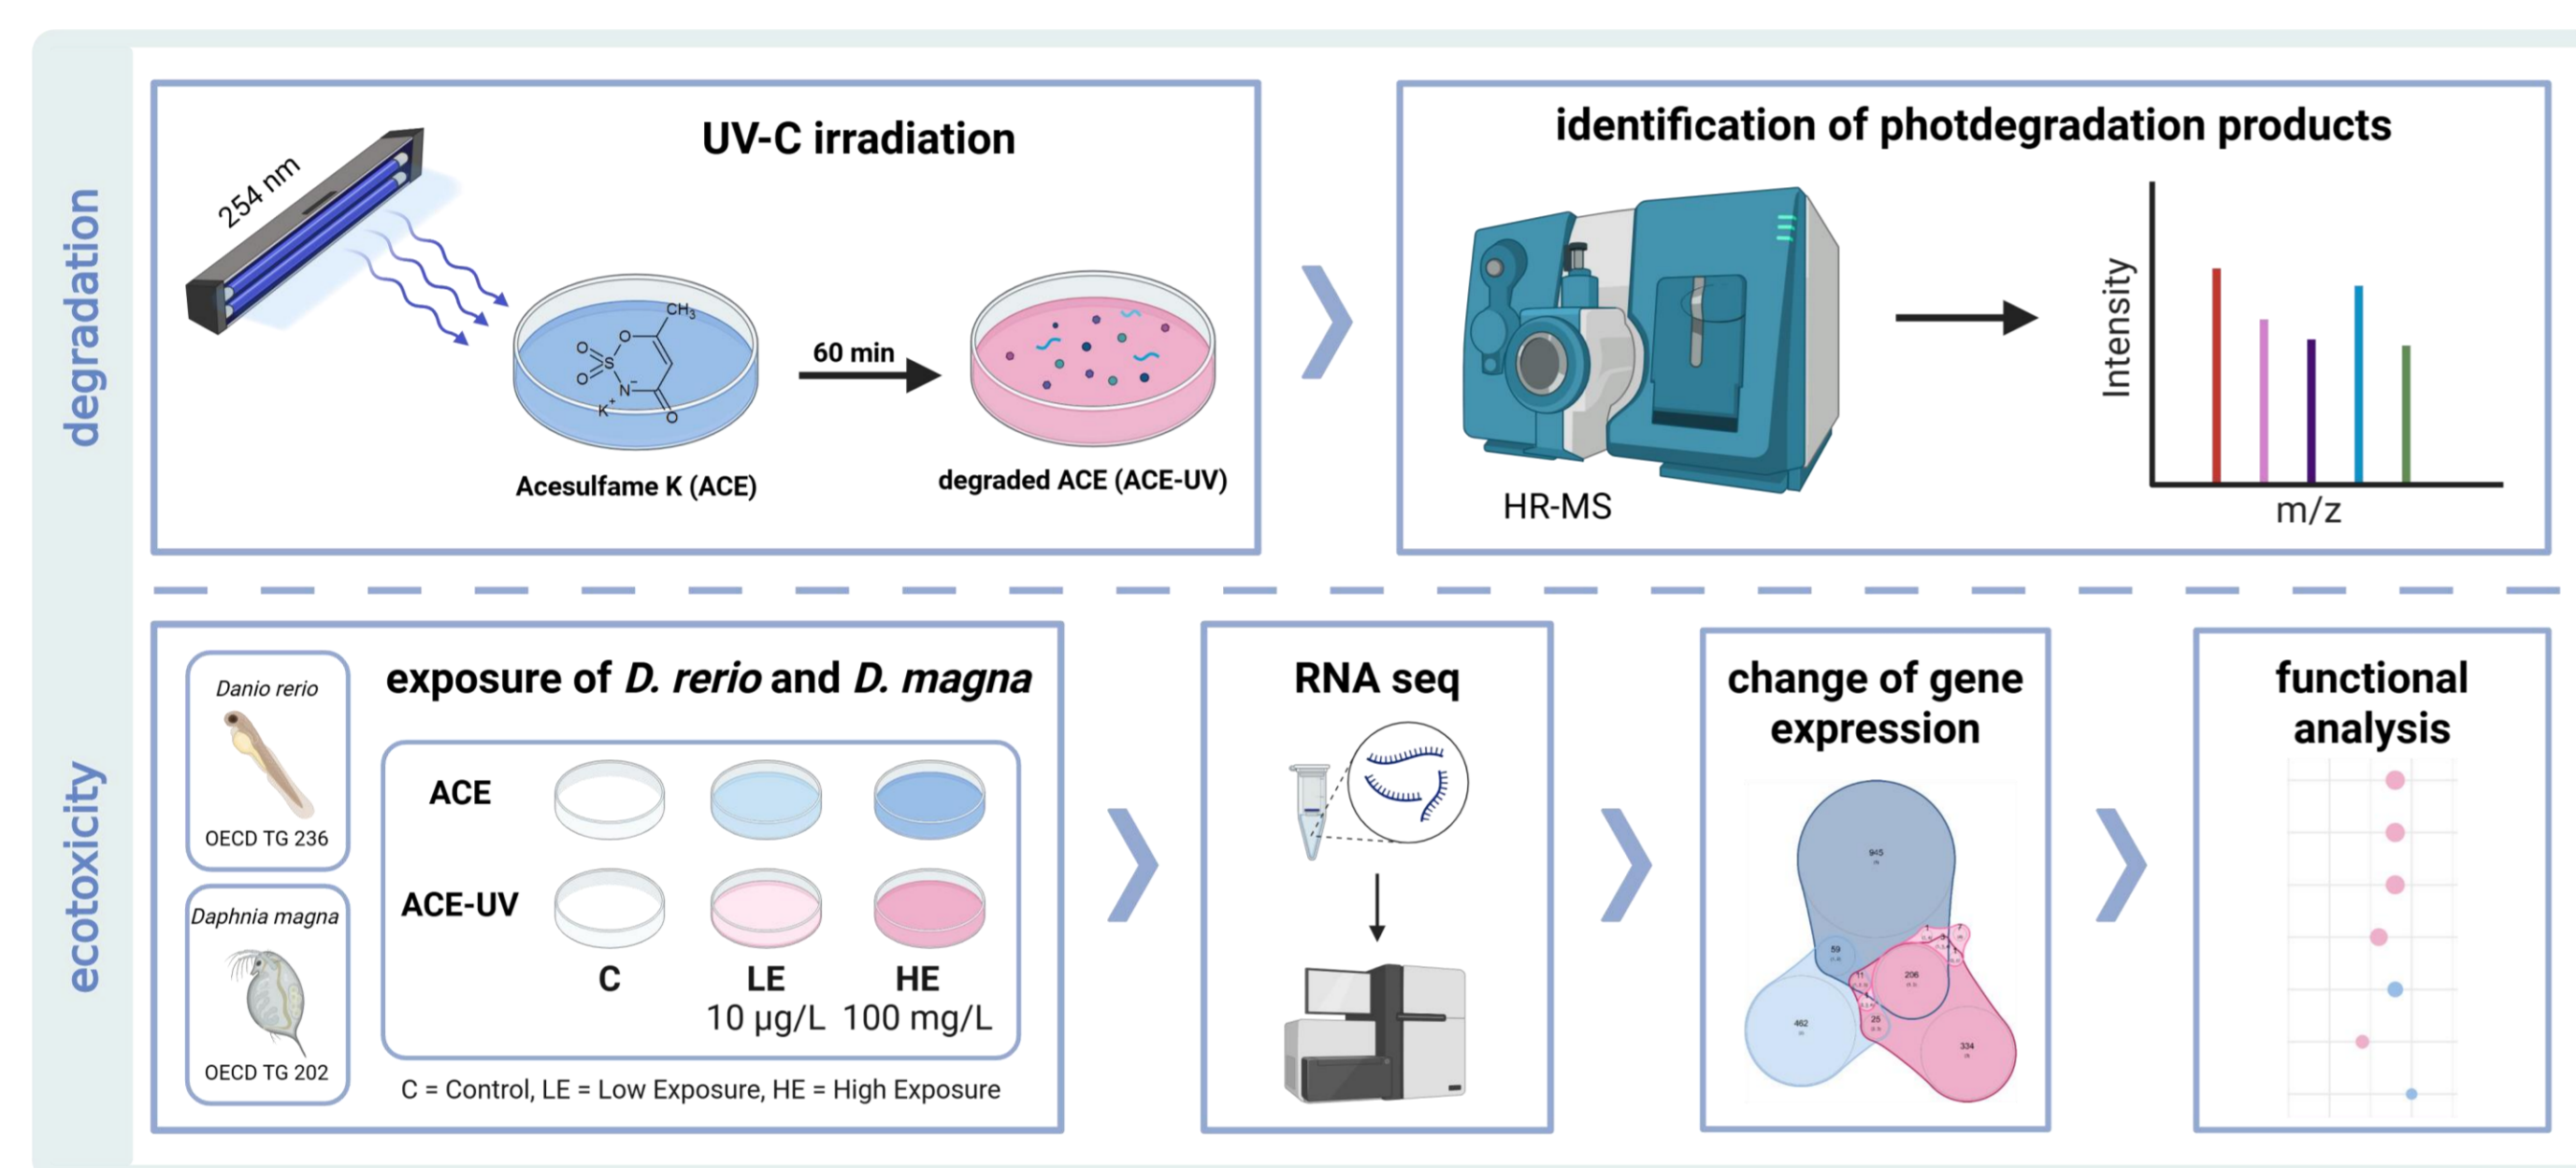 degradation
UV-C irradiation
254 nm
CH3
O
O
S
O
N-
K+
O
60 min
Acesulfame K (ACE)
degraded ACE (ACE-UV)
identification of photdegradation products
HR-MS
Intensity
m/z
ecotoxicity
Danio rerio
OECD TG 236
Daphnia magna
OECD TG 202
exposure of D. rerio and D. magna
ACE
ACE-UV
C
LE
HE
10 µg/L
100 mg/L
C = Control, LE = Low Exposure, HE = High Exposure
RNA seq
change of gene
expression
945
59
462
11
206
25
334
1
7
functional
analysis